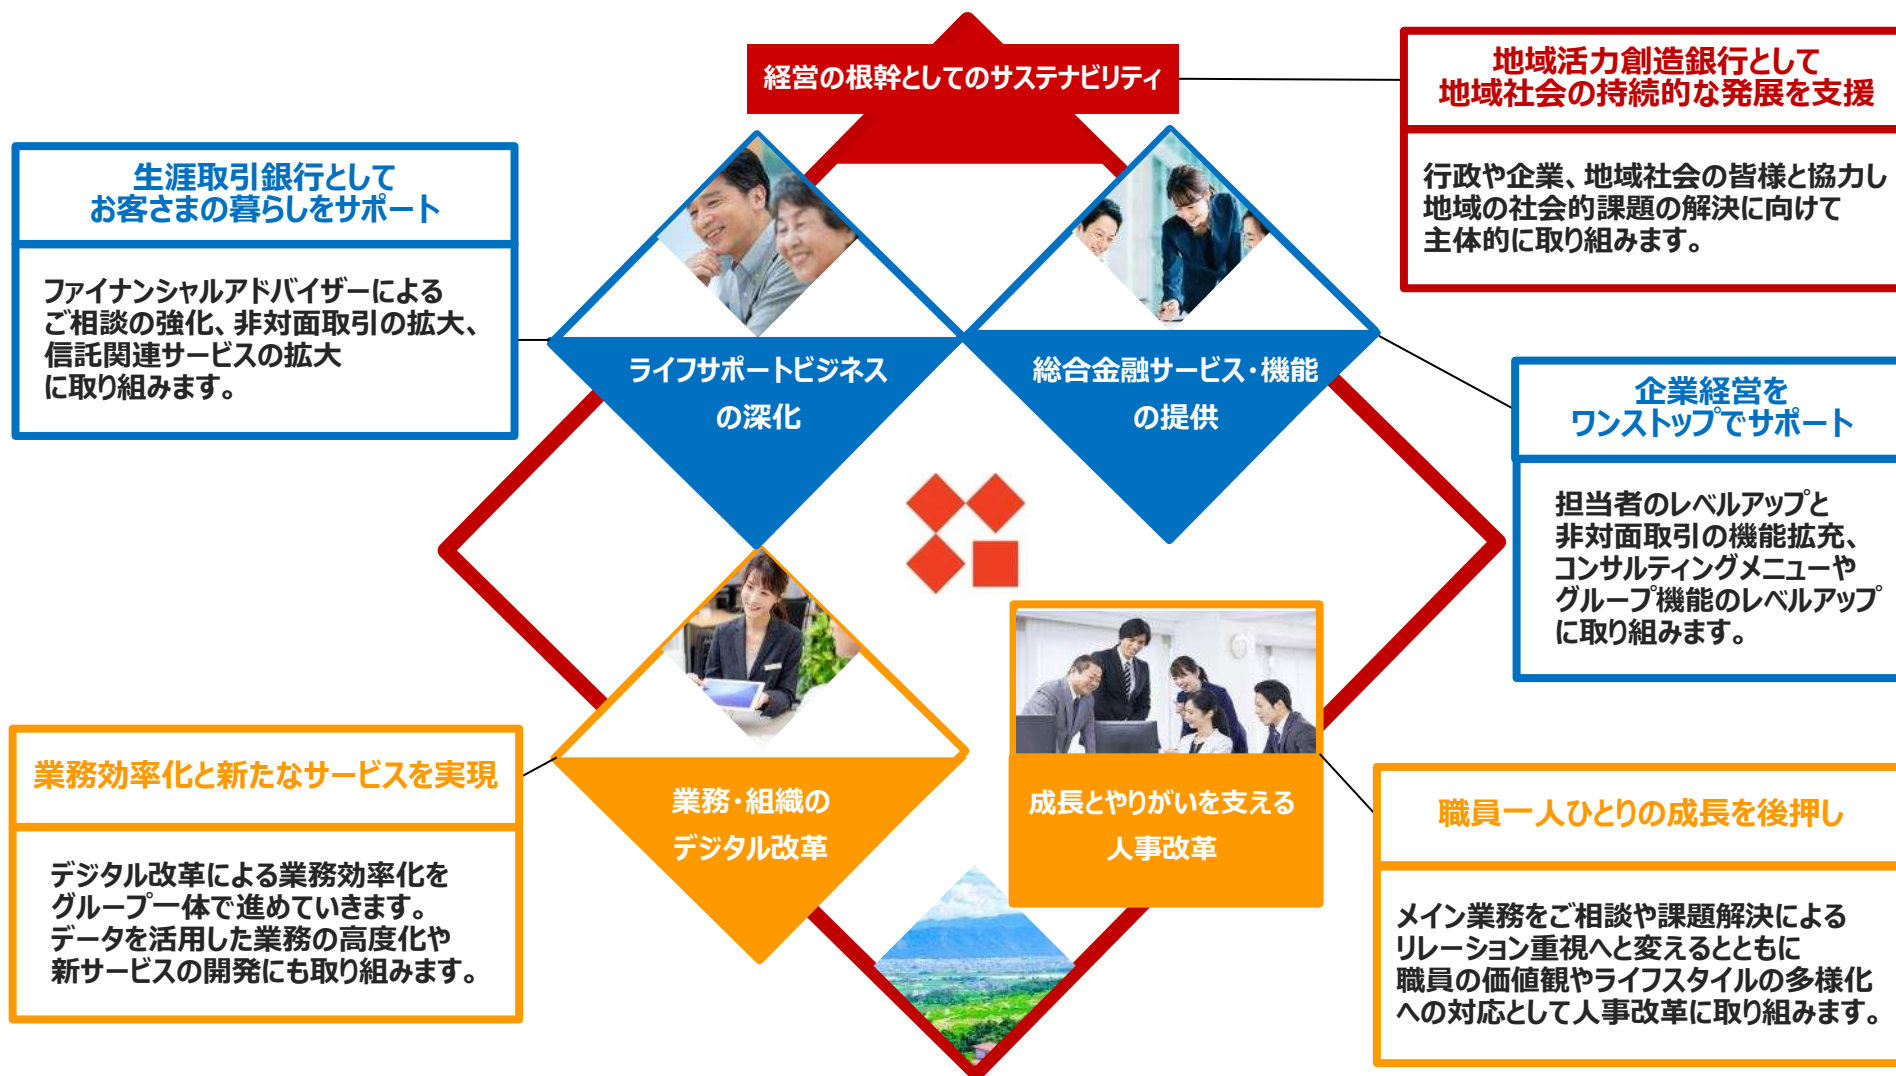 経営の根幹としてのサステナビリティ
地域活力創造銀行として
地域社会の持続的な発展を支援
行政や企業、地域社会の皆様と協力し
地域の社会的課題の解決に向けて
主体的に取り組みます。
生涯取引銀行として
お客さまの暮らしをサポート
ファイナンシャルアドバイザーによる
ご相談の強化、非対面取引の拡大、
信託関連サービスの拡大
に取り組みます。
ライフサポートビジネス
の深化
総合金融サービス・機能
の提供
企業経営を
ワンストップでサポート
担当者のレベルアップと
非対面取引の機能拡充、
コンサルティングメニューや
グループ機能のレベルアップ
に取り組みます。
業務効率化と新たなサービスを実現
デジタル改革による業務効率化を
グループ一体で進めていきます。
データを活用した業務の高度化や
新サービスの開発にも取り組みます。
業務・組織の
デジタル改革
成長とやりがいを支える
人事改革
職員一人ひとりの成長を後押し
メイン業務をご相談や課題解決による
リレーション重視へと変えるとともに
職員の価値観やライフスタイルの多様化
への対応として人事改革に取り組みます。